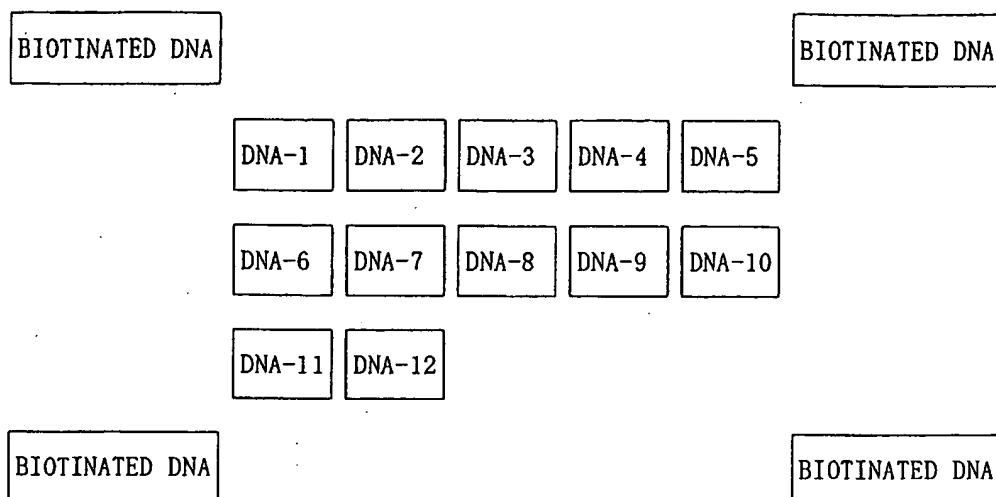 BIOTINATED DNA BIOTINATED DNA
DNA-1 DNA-2 DNA-3 DNA-4 DNA-5
DNA-6 DNA-7 DNA-8 DNA-9 DNA-10
DNA-11 DNA-12
BIOTINATED DNA BIOTINATED DNA